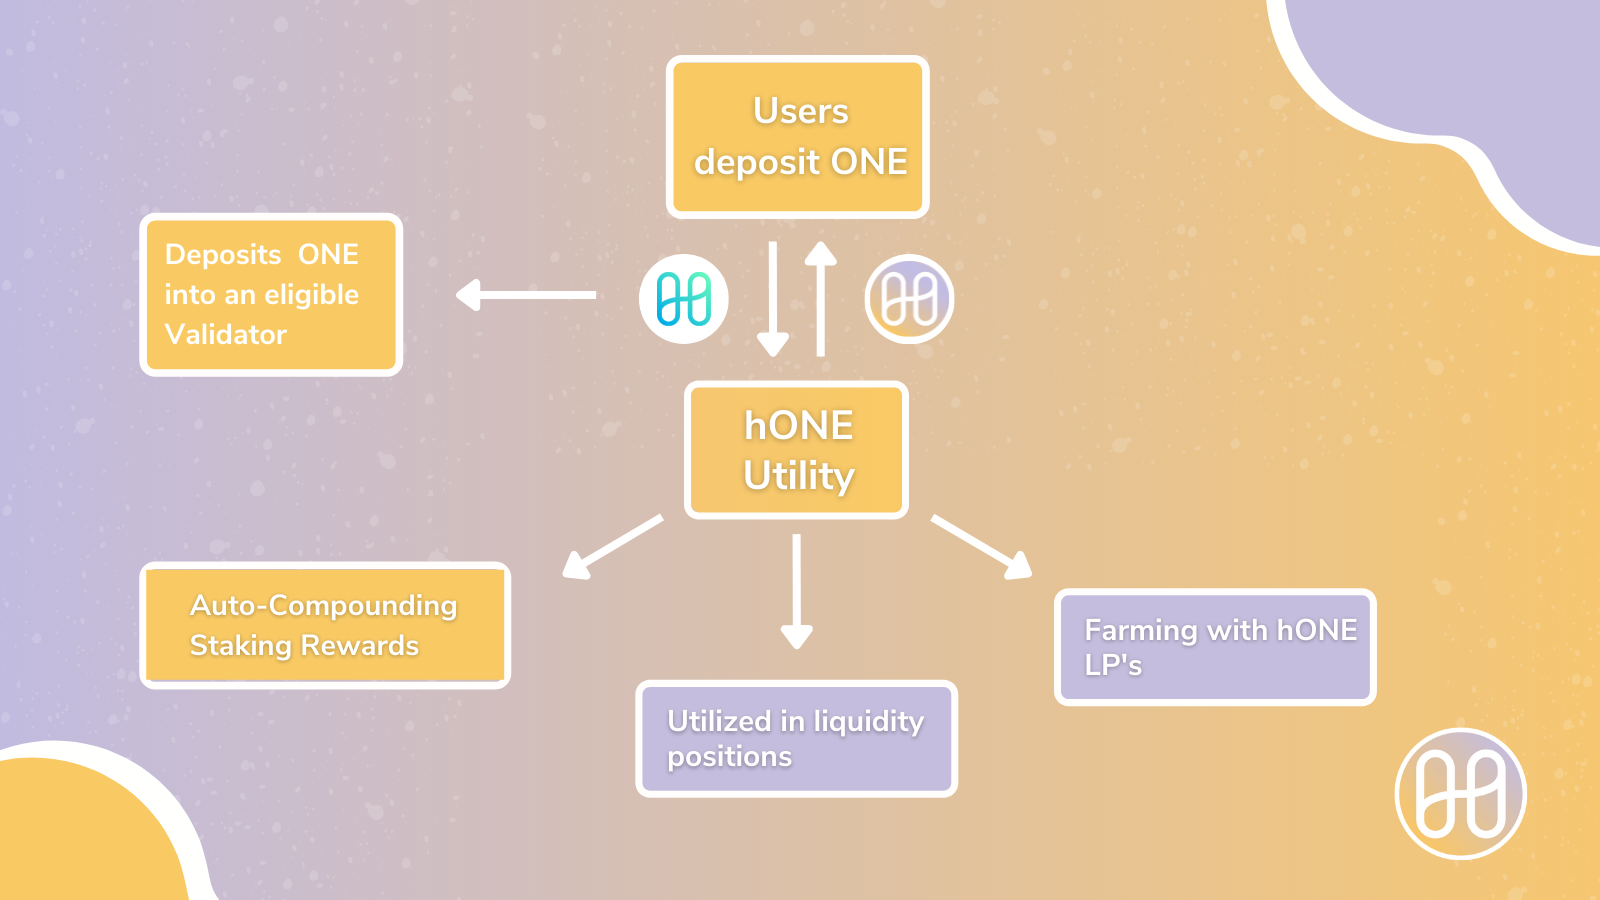 Users
deposit ONE
Deposits ONE
into an eligible
Validator
hONE
Utility
Auto-Compounding
Staking Rewards
Farming with hONE
LP's
Utilized in liquidity
positions